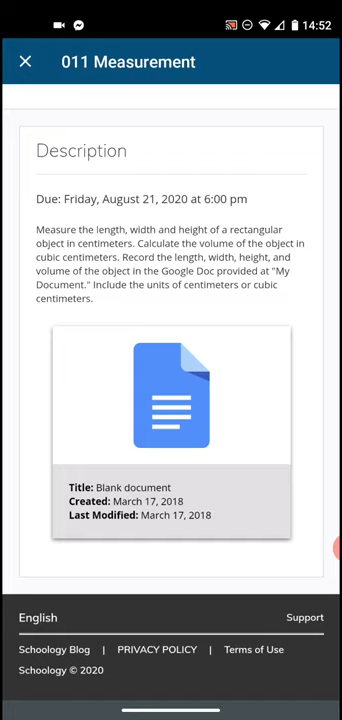 14:52
011 Measurement
Description
Due: Friday, August 21, 2020 at 6:00 pm
Measure the length, width and height of a rectangular
object in centimeters. Calculate the volume of the object in
cubic centimeters. Record the length, width, height, and
volume of the object in the Google Doc provided at "My
Document." Include the units of centimeters or cubic
centimeters.
Title: Blank document
Created: March 17, 2018
Last Modified: March 17, 2018
English Support
Schoology Blog | PRIVACY POLICY | Terms of Use
Schoology © 2020